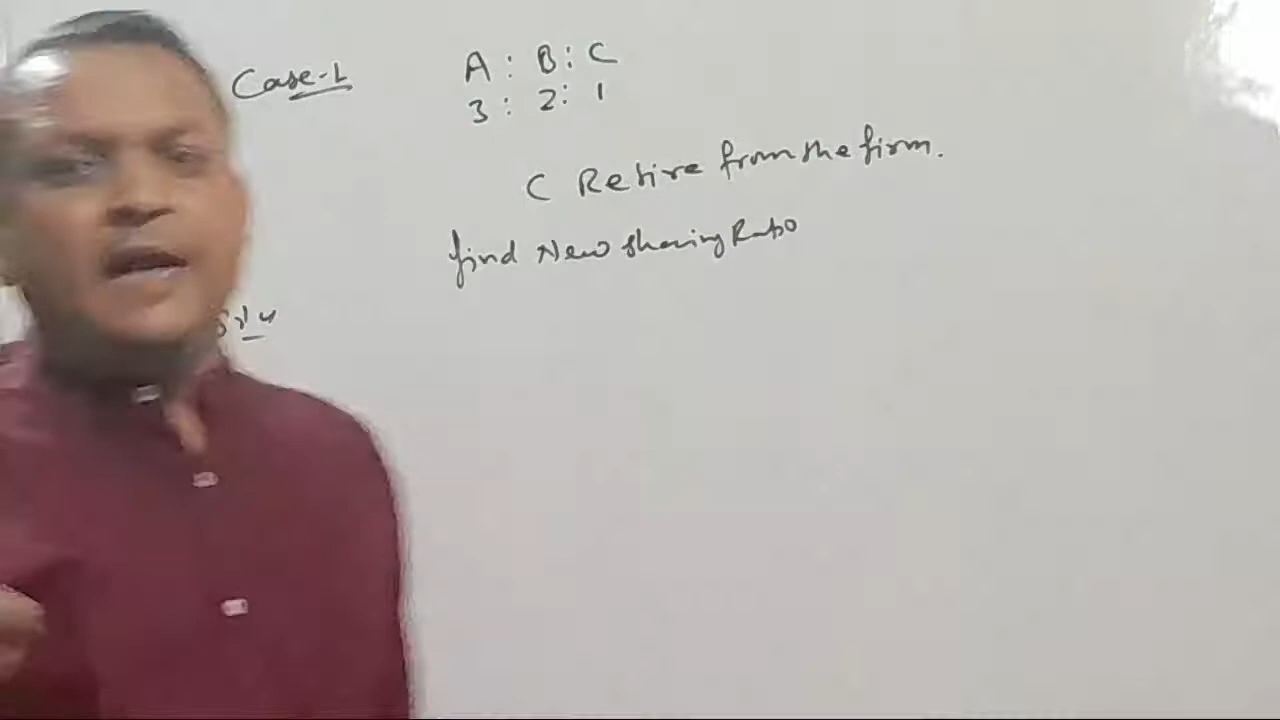 Case-1
A : B : C
3 : 2 : 1
C Retire from the firm.
find New sharing Ratio